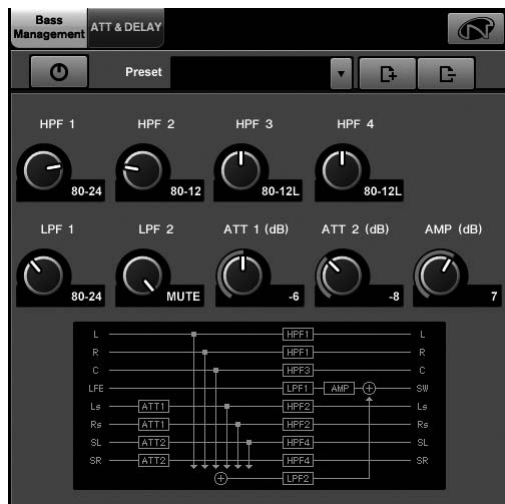 Bass Management
ATT & DELAY
Preset
HPF 1 HPF 2 HPF 3 HPF 4
80-24 80-12 80-12L 80-12L
LPF 1 LPF 2 ATT 1 (dB) ATT 2 (dB) AMP (dB)
80-24 MUTE -6 -8 7
L HPF1 L
R HPF1 R
C HPF3 C
LFE LPF1 AMP SW
Ls ATT1 HPF2 Ls
Rs ATT1 HPF2 Rs
SL ATT2 HPF4 SL
SR ATT2 HPF4 SR
LPF2